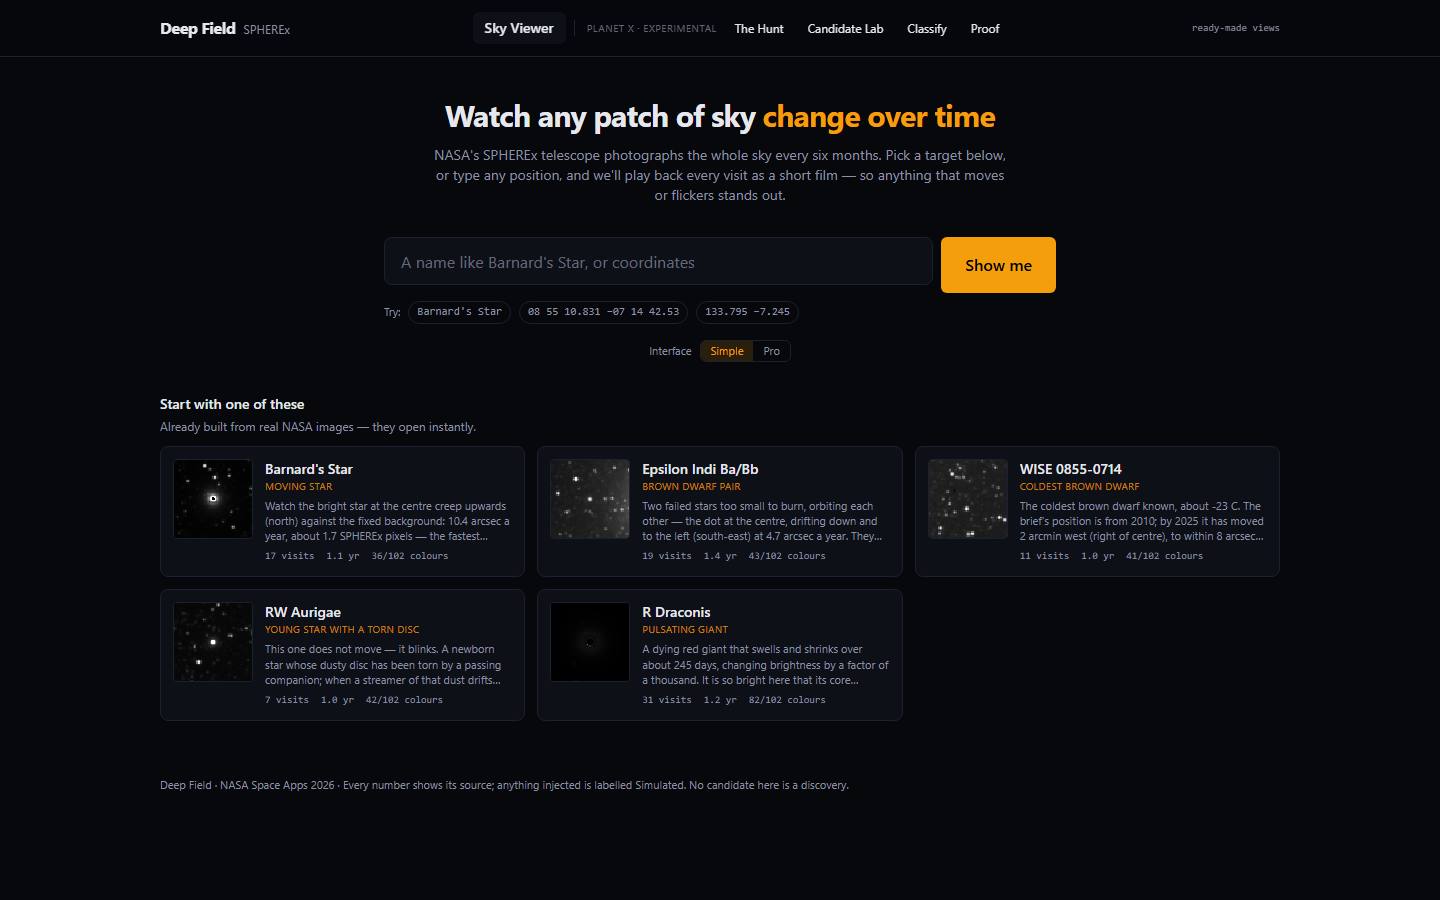 Deep Field SPHEREx
Sky Viewer
PLANET X · EXPERIMENTAL
The Hunt
Candidate Lab
Classify
Proof
ready-made views
Watch any patch of sky change over time
NASA's SPHEREx telescope photographs the whole sky every six months. Pick a target below,
or type any position, and we'll play back every visit as a short film — so anything that moves
or flickers stands out.
A name like Barnard's Star, or coordinates
Show me
Try:
Barnard's Star
08 55 10.831 −07 14 42.53
133.795 −7.245
Interface
Simple
Pro
Start with one of these
Already built from real NASA images — they open instantly.
Barnard's Star
MOVING STAR
Watch the bright star at the centre creep upwards
(north) against the fixed background: 10.4 arcsec a
year, about 1.7 SPHEREx pixels — the fastest...
17 visits 1.1 yr 36/102 colours
Epsilon Indi Ba/Bb
BROWN DWARF PAIR
Two failed stars too small to burn, orbiting each
other — the dot at the centre, drifting down and
to the left (south-east) at 4.7 arcsec a year. They...
19 visits 1.4 yr 43/102 colours
WISE 0855-0714
COLDEST BROWN DWARF
The coldest brown dwarf known, about -23 C. The
brief's position is from 2010; by 2025 it has moved
2 arcmin west (right of centre), to within 8 arcsec...
11 visits 1.0 yr 41/102 colours
RW Aurigae
YOUNG STAR WITH A TORN DISC
This one does not move — it blinks. A newborn
star whose dusty disc has been torn by a passing
companion; when a streamer of that dust drifts...
7 visits 1.0 yr 42/102 colours
R Draconis
PULSATING GIANT
A dying red giant that swells and shrinks over
about 245 days, changing brightness by a factor of
a thousand. It is so bright here that its core...
31 visits 1.2 yr 82/102 colours
Deep Field · NASA Space Apps 2026 · Every number shows its source; anything injected is labelled Simulated. No candidate here is a discovery.